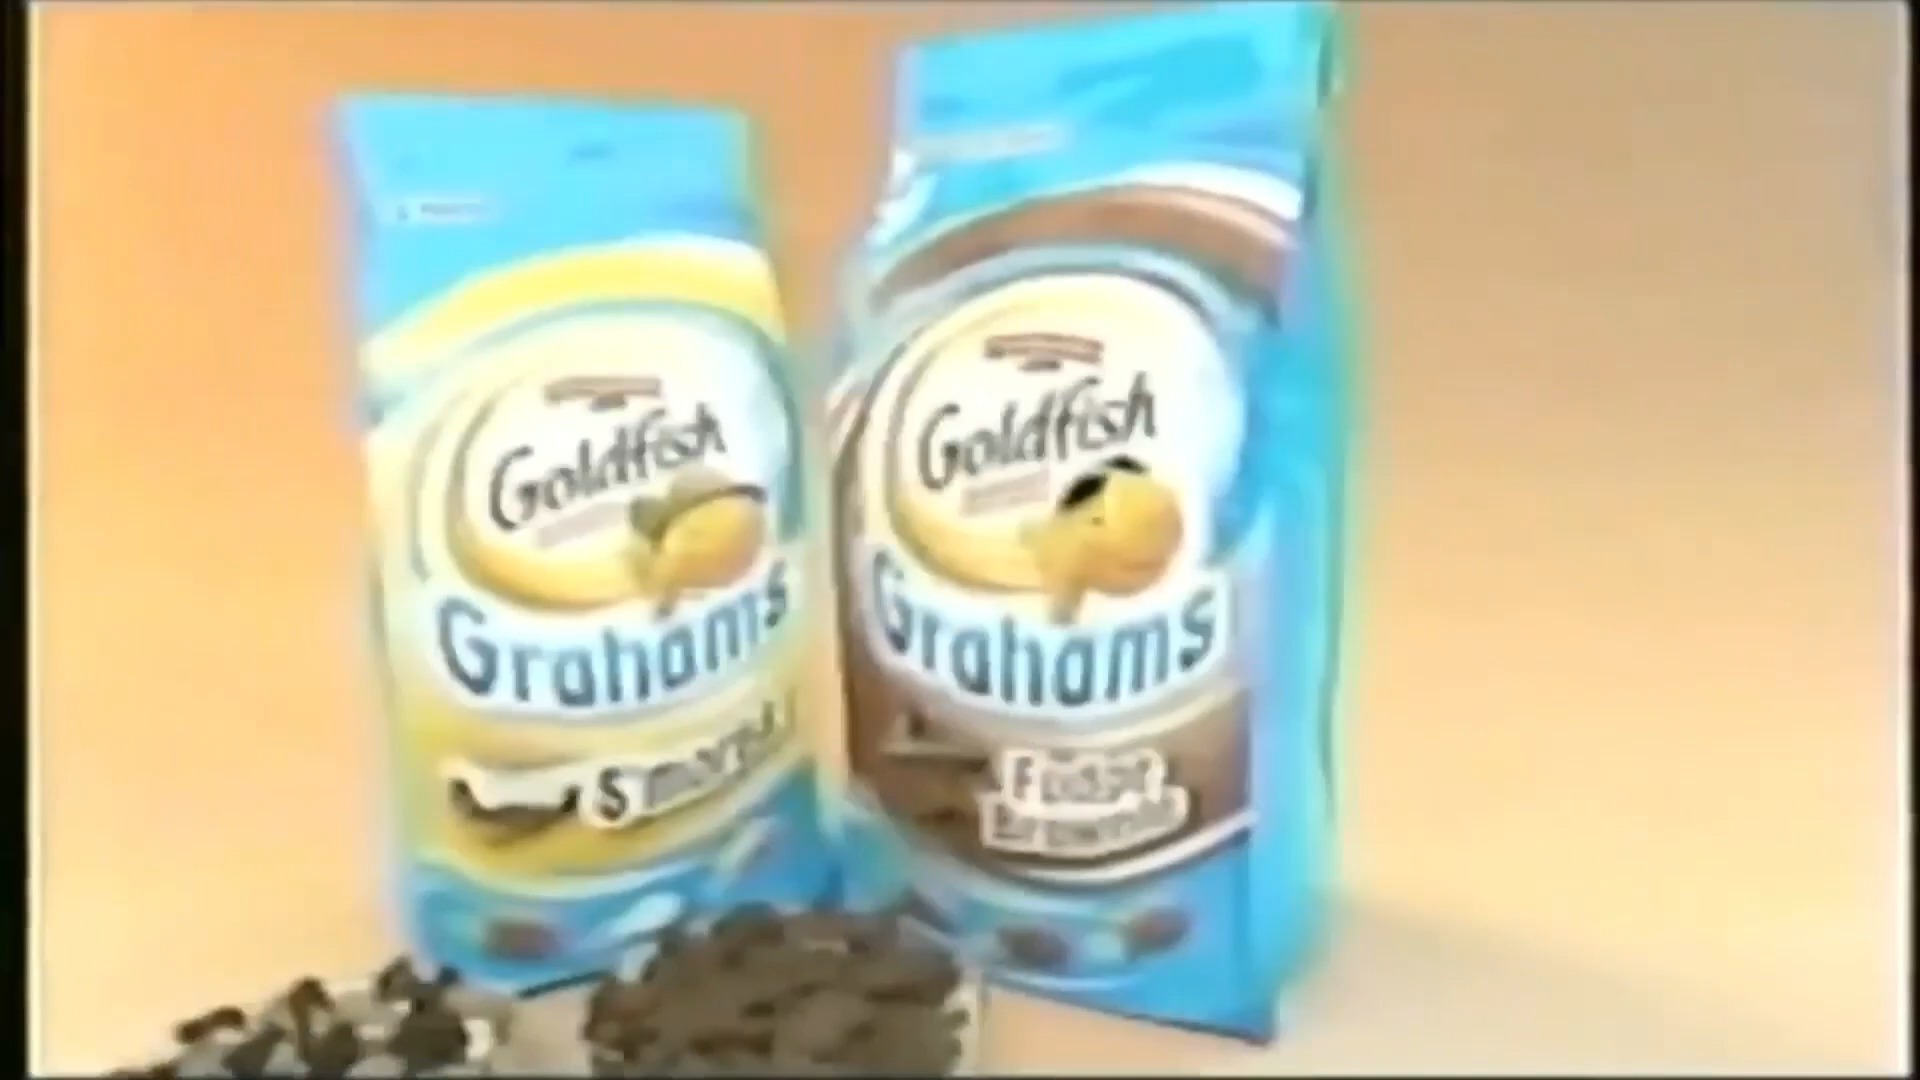 Goldfish
Grahams
S'mores
Goldfish
Grahams
Fudge
Brownie